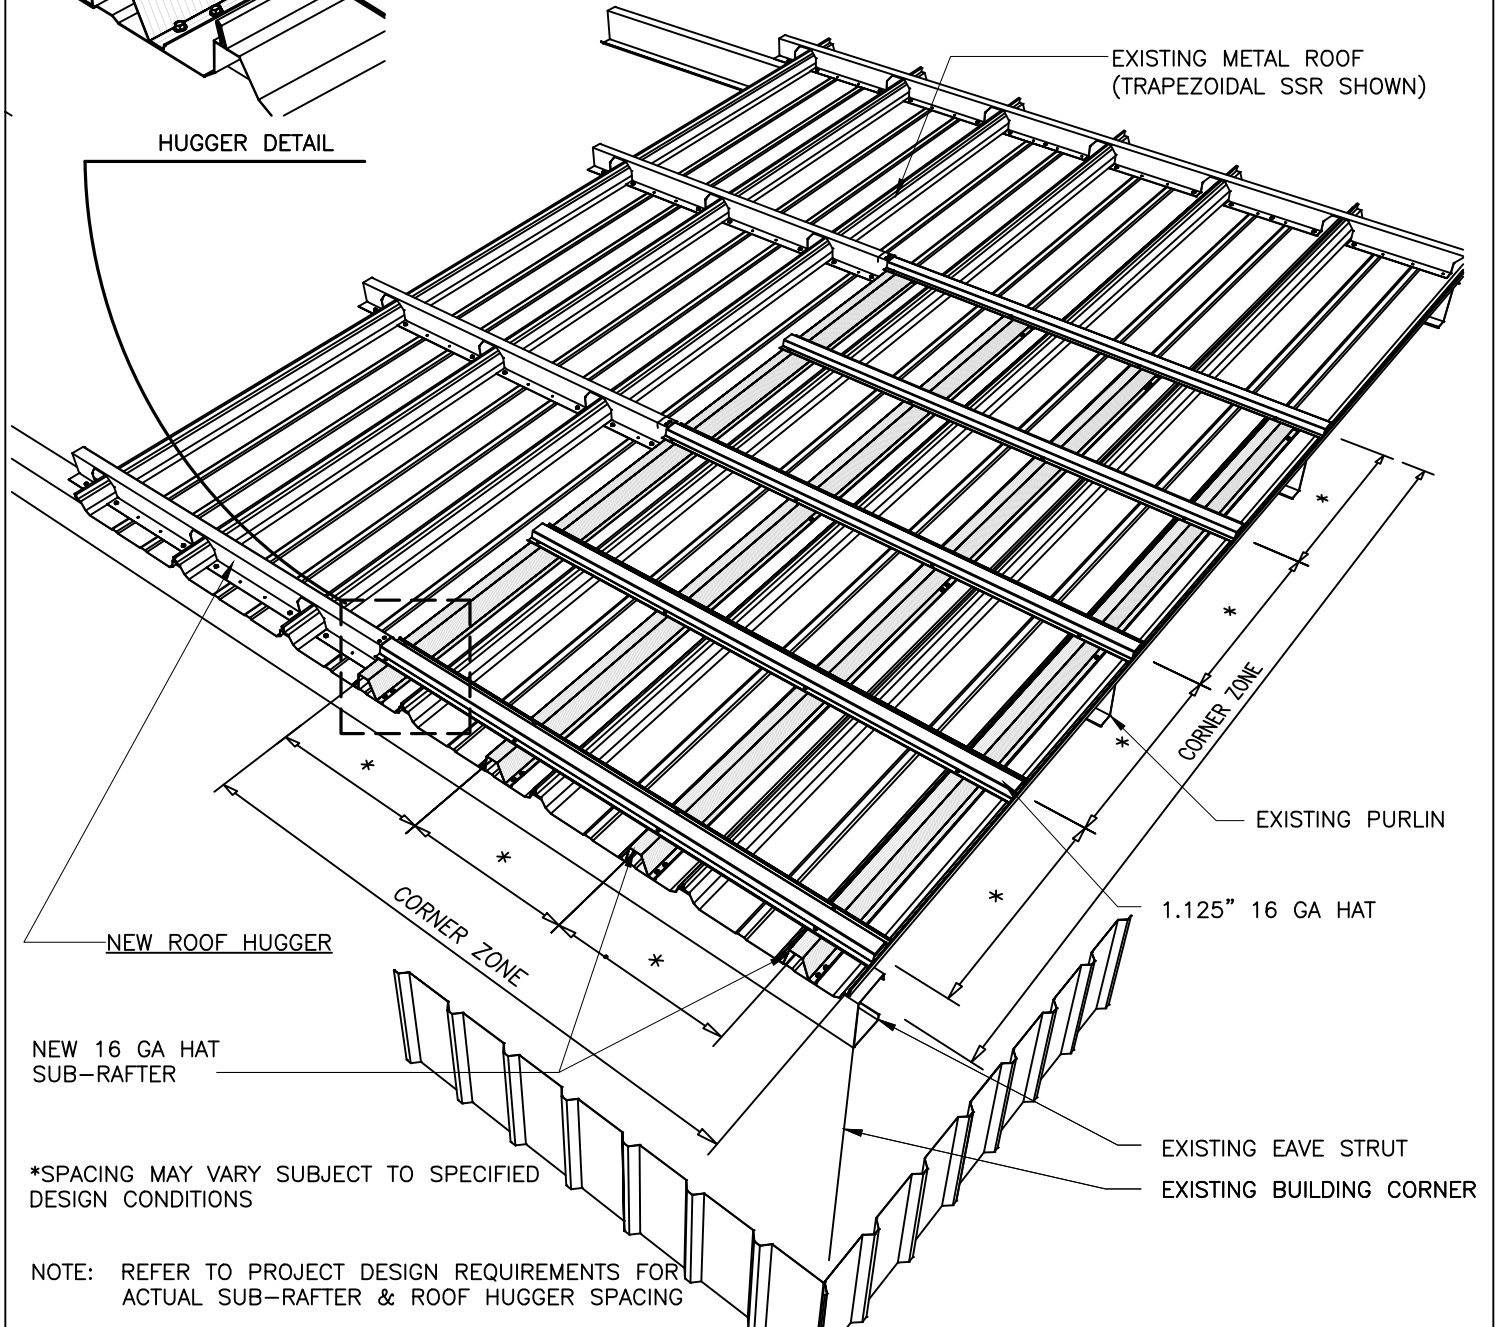 EXISTING METAL ROOF
(TRAPEZOIDAL SSR SHOWN)
HUGGER DETAIL
*
*
*
*
CORNER ZONE
EXISTING PURLIN
1.125” 16 GA HAT
*
*
*
CORNER ZONE
NEW ROOF HUGGER
NEW 16 GA HAT
SUB-RAFTER
EXISTING EAVE STRUT
EXISTING BUILDING CORNER
*SPACING MAY VARY SUBJECT TO SPECIFIED
DESIGN CONDITIONS
NOTE: REFER TO PROJECT DESIGN REQUIREMENTS FOR
ACTUAL SUB-RAFTER & ROOF HUGGER SPACING